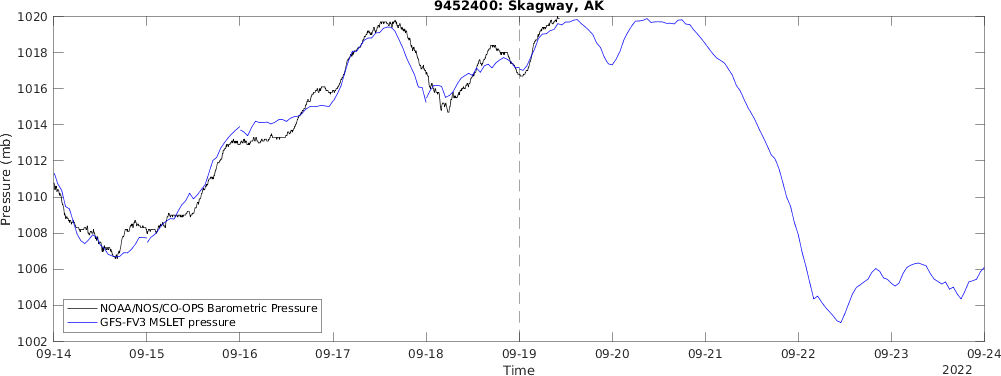 9452400: Skagway, AK
Pressure (mb)
1020
1018
1016
1014
1012
1010
1008
1006
1004
1002
NOAA/NOS/CO-OPS Barometric Pressure
GFS-FV3 MSLET pressure
09-14 09-15 09-16 09-17 09-18 09-19 09-20 09-21 09-22 09-23 09-24
Time
2022